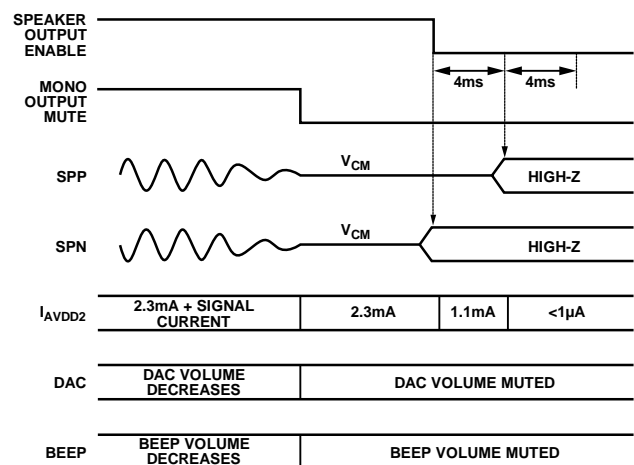 SPEAKER
OUTPUT
ENABLE
4ms
4ms
MONO
OUTPUT
MUTE
SPP
VCM
HIGH-Z
SPN
VCM
HIGH-Z
IAVDD2
2.3mA + SIGNAL
CURRENT
2.3mA
1.1mA
<1µA
DAC
DAC VOLUME
DECREASES
DAC VOLUME MUTED
BEEP
BEEP VOLUME
DECREASES
BEEP VOLUME MUTED